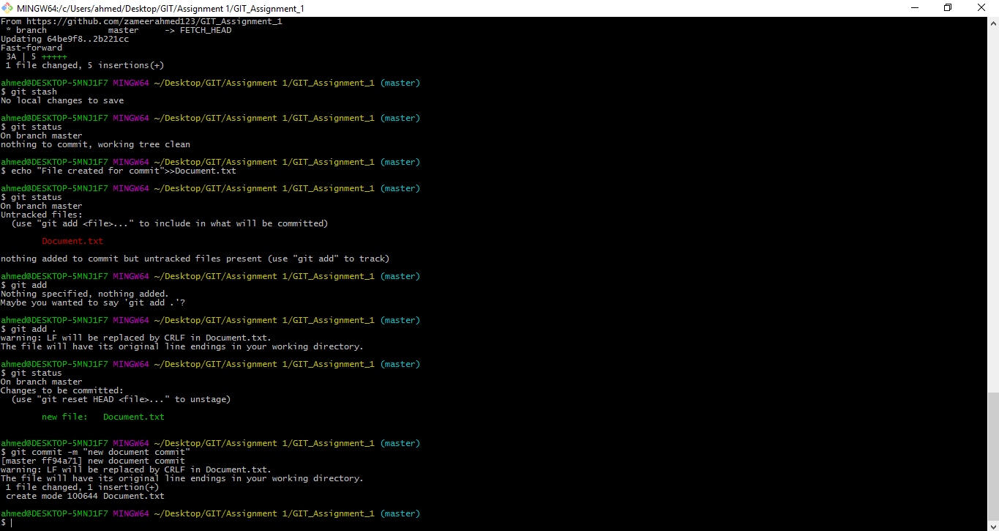 MINGW64:/c/Users/ahmed/Desktop/GIT/Assignment 1/GIT_Assignment_1
From https://github.com/zameerahmed123/GIT_Assignment_1
 * branch            master     -> FETCH_HEAD
Updating 64be9f8..2b221cc
Fast-forward
 3A | 5 +++++
 1 file changed, 5 insertions(+)
ahmed@DESKTOP-5MNJ1F7 MINGW64 ~/Desktop/GIT/Assignment 1/GIT_Assignment_1 (master)
$ git stash
No local changes to save
ahmed@DESKTOP-5MNJ1F7 MINGW64 ~/Desktop/GIT/Assignment 1/GIT_Assignment_1 (master)
$ git status
On branch master
nothing to commit, working tree clean
ahmed@DESKTOP-5MNJ1F7 MINGW64 ~/Desktop/GIT/Assignment 1/GIT_Assignment_1 (master)
$ echo "File created for commit">>Document.txt
ahmed@DESKTOP-5MNJ1F7 MINGW64 ~/Desktop/GIT/Assignment 1/GIT_Assignment_1 (master)
$ git status
On branch master
Untracked files:
  (use "git add <file>..." to include in what will be committed)
        Document.txt
nothing added to commit but untracked files present (use "git add" to track)
ahmed@DESKTOP-5MNJ1F7 MINGW64 ~/Desktop/GIT/Assignment 1/GIT_Assignment_1 (master)
$ git add
Nothing specified, nothing added.
Maybe you wanted to say 'git add .'?
ahmed@DESKTOP-5MNJ1F7 MINGW64 ~/Desktop/GIT/Assignment 1/GIT_Assignment_1 (master)
$ git add .
warning: LF will be replaced by CRLF in Document.txt.
The file will have its original line endings in your working directory.
ahmed@DESKTOP-5MNJ1F7 MINGW64 ~/Desktop/GIT/Assignment 1/GIT_Assignment_1 (master)
$ git status
On branch master
Changes to be committed:
  (use "git reset HEAD <file>..." to unstage)
        new file:   Document.txt
ahmed@DESKTOP-5MNJ1F7 MINGW64 ~/Desktop/GIT/Assignment 1/GIT_Assignment_1 (master)
$ git commit -m "new document commit"
[master ff94a71] new document commit
warning: LF will be replaced by CRLF in Document.txt.
The file will have its original line endings in your working directory.
 1 file changed, 1 insertion(+)
 create mode 100644 Document.txt
ahmed@DESKTOP-5MNJ1F7 MINGW64 ~/Desktop/GIT/Assignment 1/GIT_Assignment_1 (master)
$